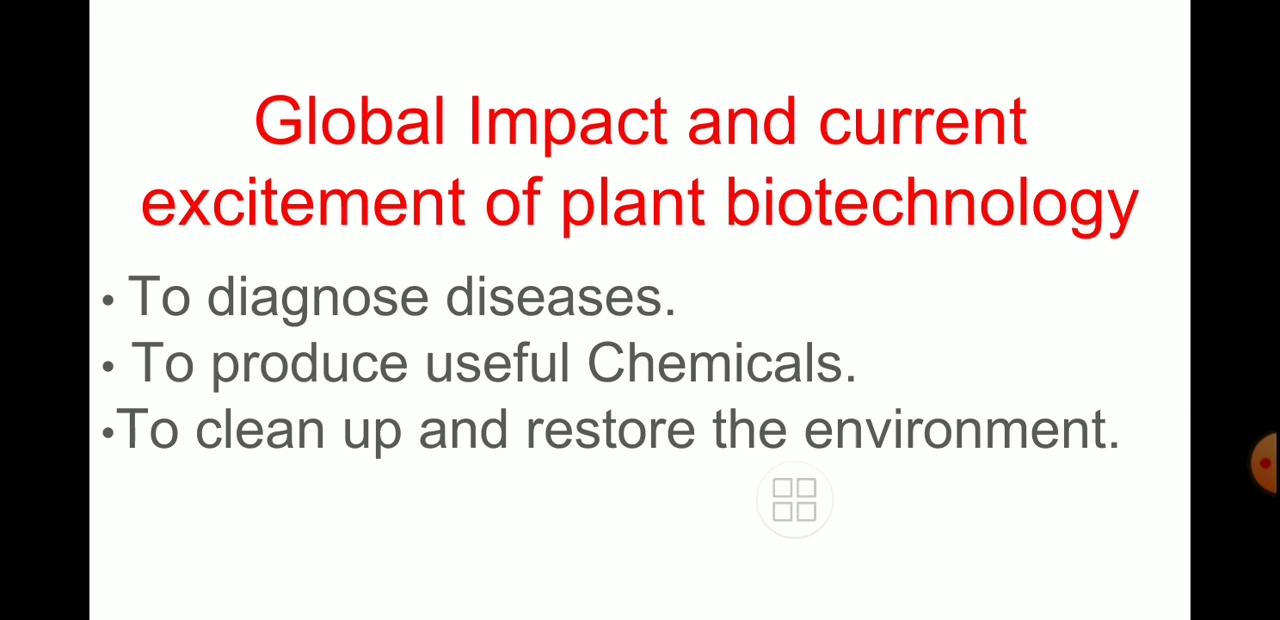 Global Impact and current
excitement of plant biotechnology
• To diagnose diseases.
• To produce useful Chemicals.
•To clean up and restore the environment.